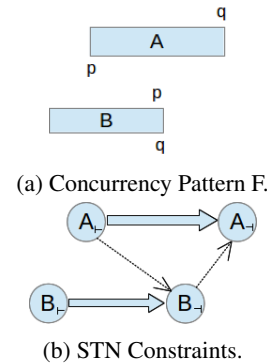 q
A
p
p
B
q
(a) Concurrency Pattern F.
A⊢ A⊣
B⊢ B⊣
(b) STN Constraints.